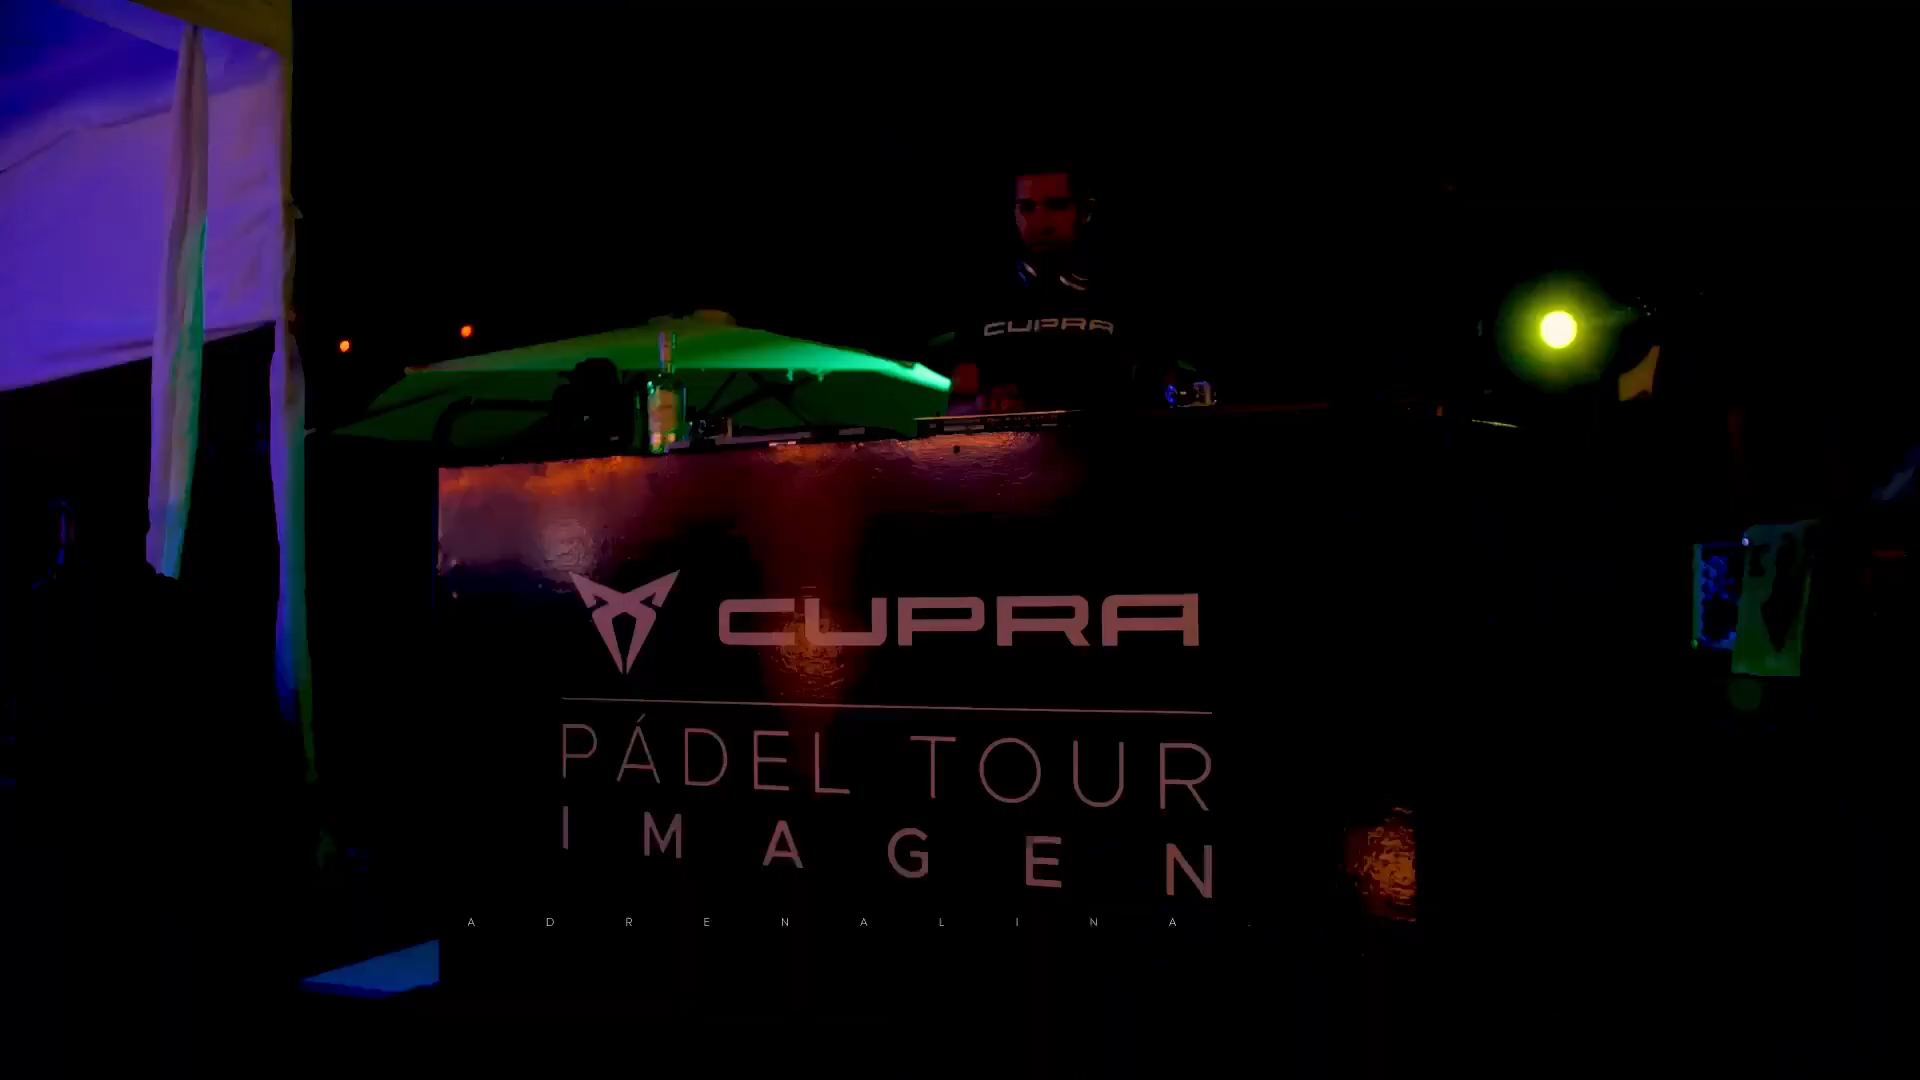 CUPRA
CUPRA
PÁDEL TOUR
IMAGEN
ADRENALINA.